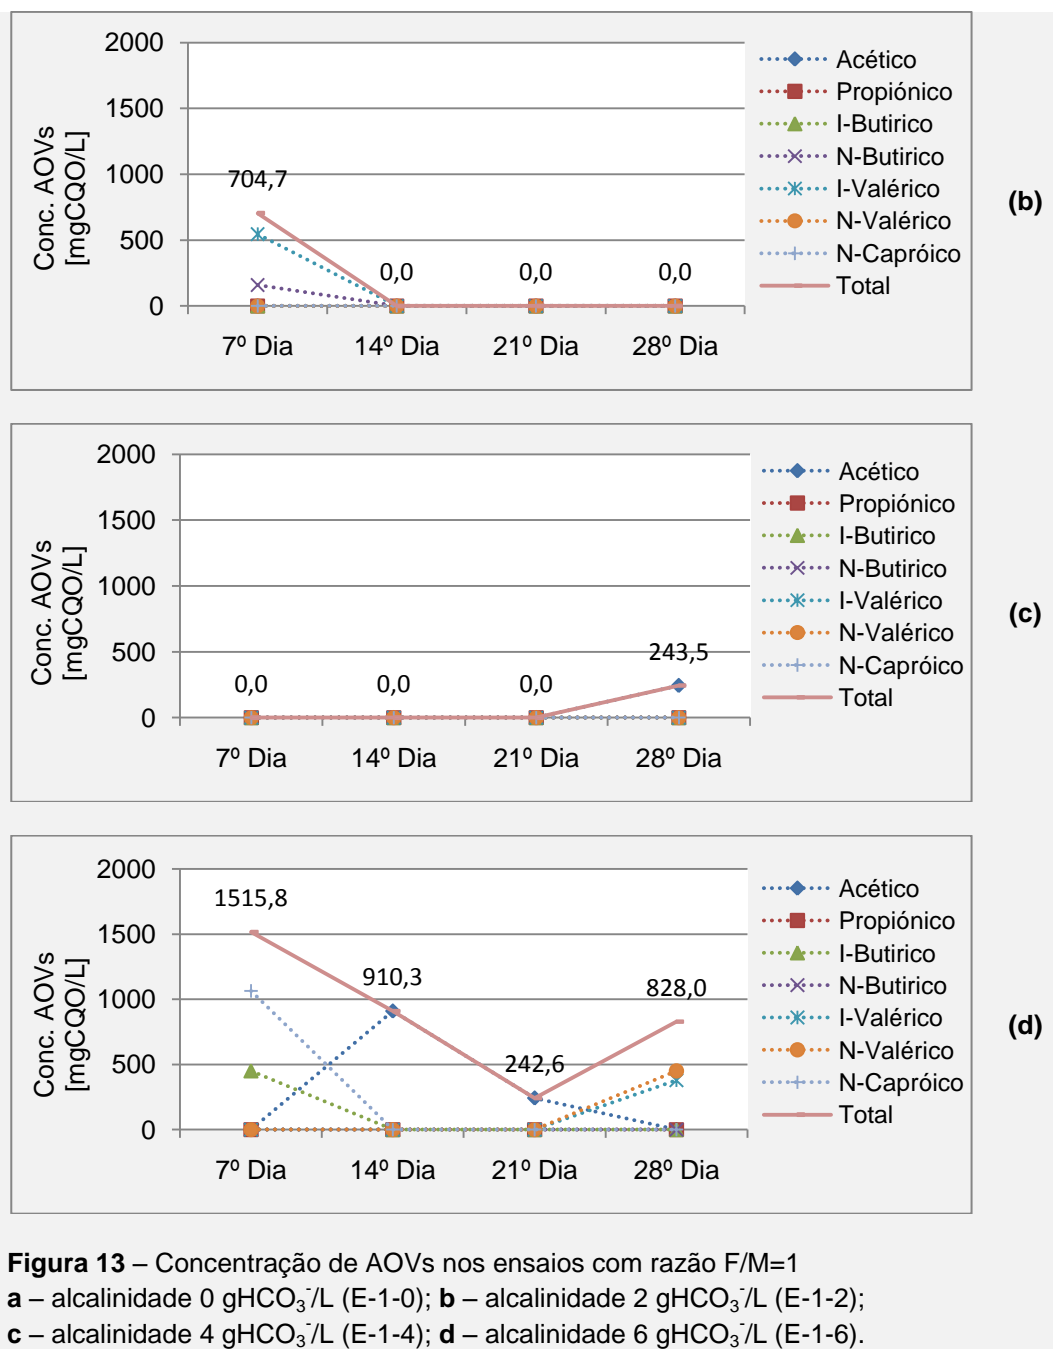 2000
1500
1000
500
0
Conc. AOVs
[mgCQO/L]
704,7
0,0
0,0
0,0
7º Dia
14º Dia
21º Dia
28º Dia
Acético
Propiónico
I-Butirico
N-Butirico
I-Valérico
N-Valérico
N-Capróico
Total
(b)
2000
1500
1000
500
0
Conc. AOVs
[mgCQO/L]
0,0
0,0
0,0
243,5
7º Dia
14º Dia
21º Dia
28º Dia
Acético
Propiónico
I-Butirico
N-Butirico
I-Valérico
N-Valérico
N-Capróico
Total
(c)
2000
1500
1000
500
0
Conc. AOVs
[mgCQO/L]
1515,8
910,3
242,6
828,0
7º Dia
14º Dia
21º Dia
28º Dia
Acético
Propiónico
I-Butirico
N-Butirico
I-Valérico
N-Valérico
N-Capróico
Total
(d)
Figura 13 – Concentração de AOVs nos ensaios com razão F/M=1
a – alcalinidade 0 gHCO₃⁻/L (E-1-0); b – alcalinidade 2 gHCO₃⁻/L (E-1-2);
c – alcalinidade 4 gHCO₃⁻/L (E-1-4); d – alcalinidade 6 gHCO₃⁻/L (E-1-6).